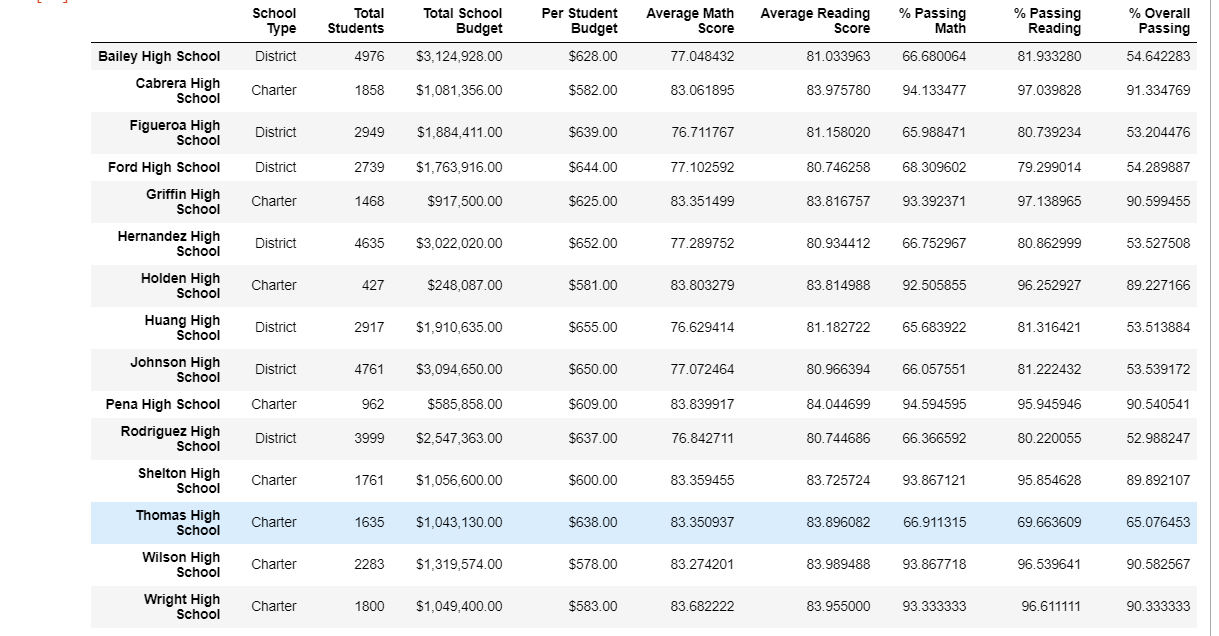 School Type Total Students Total School Budget Per Student Budget Average Math Score Average Reading Score % Passing Math % Passing Reading % Overall Passing
Bailey High School District 4976 $3,124,928.00 $628.00 77.048432 81.033963 66.680064 81.933280 54.642283
Cabrera High School Charter 1858 $1,081,356.00 $582.00 83.061895 83.975780 94.133477 97.039828 91.334769
Figueroa High School District 2949 $1,884,411.00 $639.00 76.711767 81.158020 65.988471 80.739234 53.204476
Ford High School District 2739 $1,763,916.00 $644.00 77.102592 80.746258 68.309602 79.299014 54.289887
Griffin High School Charter 1468 $917,500.00 $625.00 83.351499 83.816757 93.392371 97.138965 90.599455
Hernandez High School District 4635 $3,022,020.00 $652.00 77.289752 80.934412 66.752967 80.862999 53.527508
Holden High School Charter 427 $248,087.00 $581.00 83.803279 83.814988 92.505855 96.252927 89.227166
Huang High School District 2917 $1,910,635.00 $655.00 76.629414 81.182722 65.683922 81.316421 53.513884
Johnson High School District 4761 $3,094,650.00 $650.00 77.072464 80.966394 66.057551 81.222432 53.539172
Pena High School Charter 962 $585,858.00 $609.00 83.839917 84.044699 94.594595 95.945946 90.540541
Rodriguez High School District 3999 $2,547,363.00 $637.00 76.842711 80.744686 66.366592 80.220055 52.988247
Shelton High School Charter 1761 $1,056,600.00 $600.00 83.359455 83.725724 93.867121 95.854628 89.892107
Thomas High School Charter 1635 $1,043,130.00 $638.00 83.350937 83.896082 66.911315 69.663609 65.076453
Wilson High School Charter 2283 $1,319,574.00 $578.00 83.274201 83.989488 93.867718 96.539641 90.582567
Wright High School Charter 1800 $1,049,400.00 $583.00 83.682222 83.955000 93.333333 96.611111 90.333333